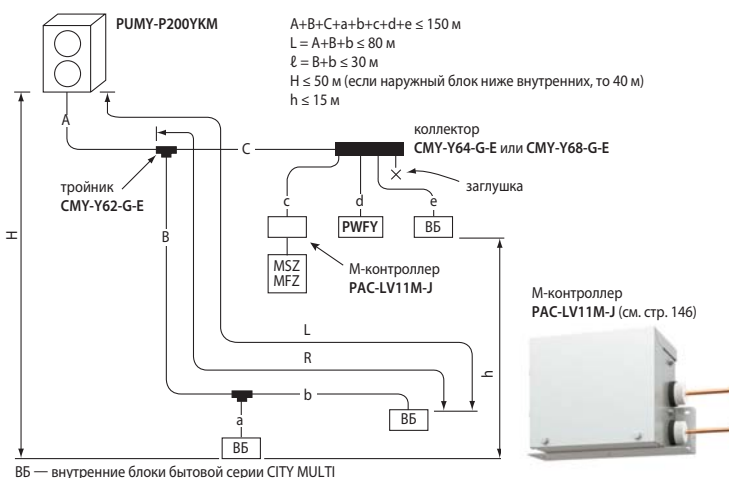 PUMY-P200YKM
A+B+C+a+b+c+d+e ≤ 150 м
L = A+B+b ≤ 80 м
ℓ = B+b ≤ 30 м
H ≤ 50 м (если наружный блок ниже внутренних, то 40 м)
h ≤ 15 м
A
C
коллектор
CMY-Y64-G-E или CMY-Y68-G-E
заглушка
тройник
CMY-Y62-G-E
c
d
e
PWFY
ВБ
H
B
MSZ
MFZ
М-контроллер
PAC-LV11M-J
М-контроллер
PAC-LV11M-J (см. стр. 146)
L
R
h
b
a
ВБ
ВБ
ВБ — внутренние блоки бытовой серии CITY MULTI